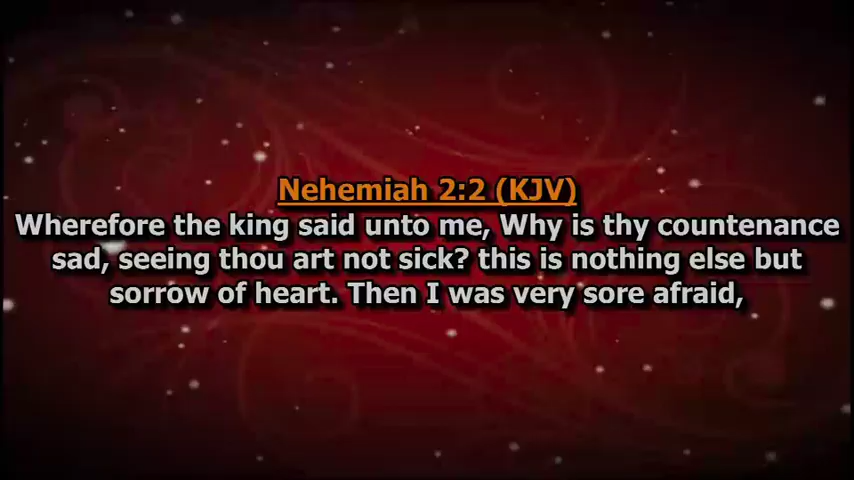 Nehemiah 2:2 (KJV)
Wherefore the king said unto me, Why is thy countenance
sad, seeing thou art not sick? this is nothing else but
sorrow of heart. Then I was very sore afraid,